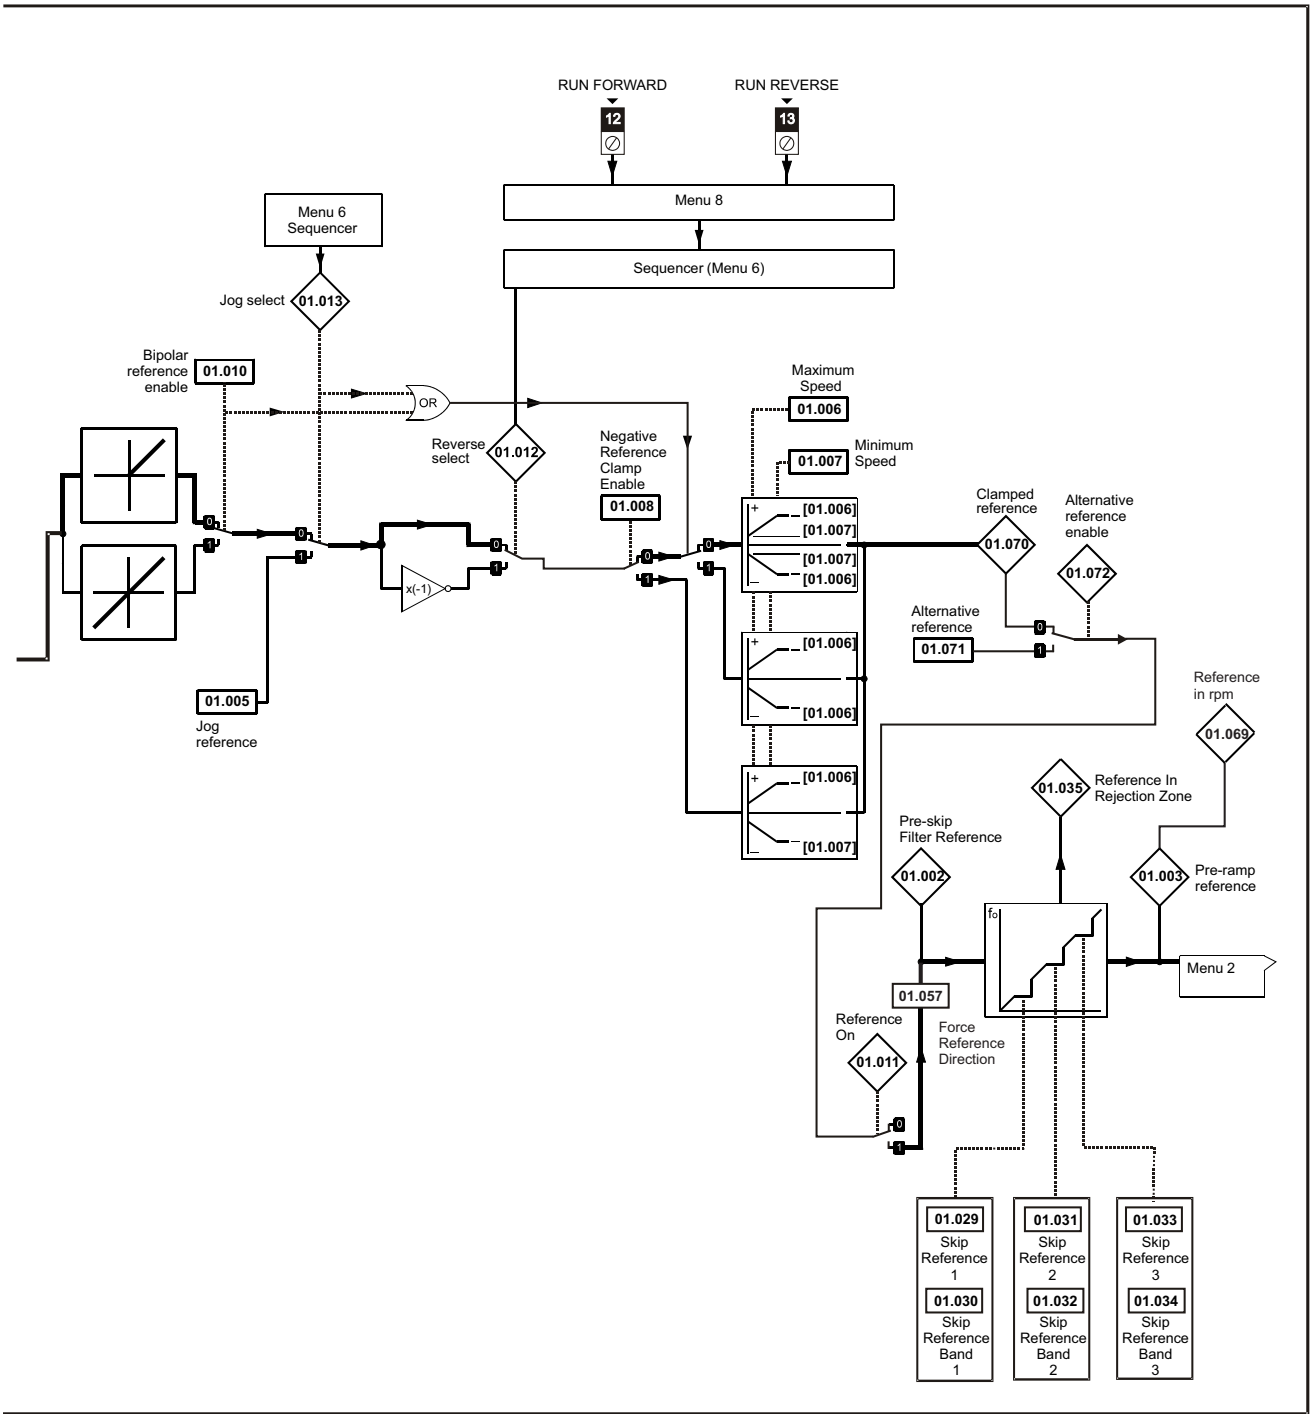 RUN FORWARD
RUN REVERSE
12
13
Menu 8
Menu 6
Sequencer
Sequencer (Menu 6)
Jog select
01.013
Bipolar
reference
enable
01.010
OR
Reverse
select
01.012
Negative
Reference
Clamp
Enable
01.008
Maximum
Speed
01.006
01.007
Minimum
Speed
0
1
0
1
x(-1)
0
1
0
1
0
1
+
[01.006]
[01.007]
[01.007]
[01.006]
–
Clamped
reference
01.070
Alternative
reference
enable
01.072
Alternative
reference
01.071
0
1
+
[01.006]
[01.006]
–
01.005
Jog
reference
+
[01.006]
[01.007]
–
Reference
in rpm
01.069
01.035
Reference In
Rejection Zone
Pre-skip
Filter Reference
01.002
01.003
Pre-ramp
reference
fo
Menu 2
01.057
Reference
On
01.011
Force
Reference
Direction
0
1
01.029
Skip
Reference
1
01.030
Skip
Reference
Band
1
01.031
Skip
Reference
2
01.032
Skip
Reference
Band
2
01.033
Skip
Reference
3
01.034
Skip
Reference
Band
3